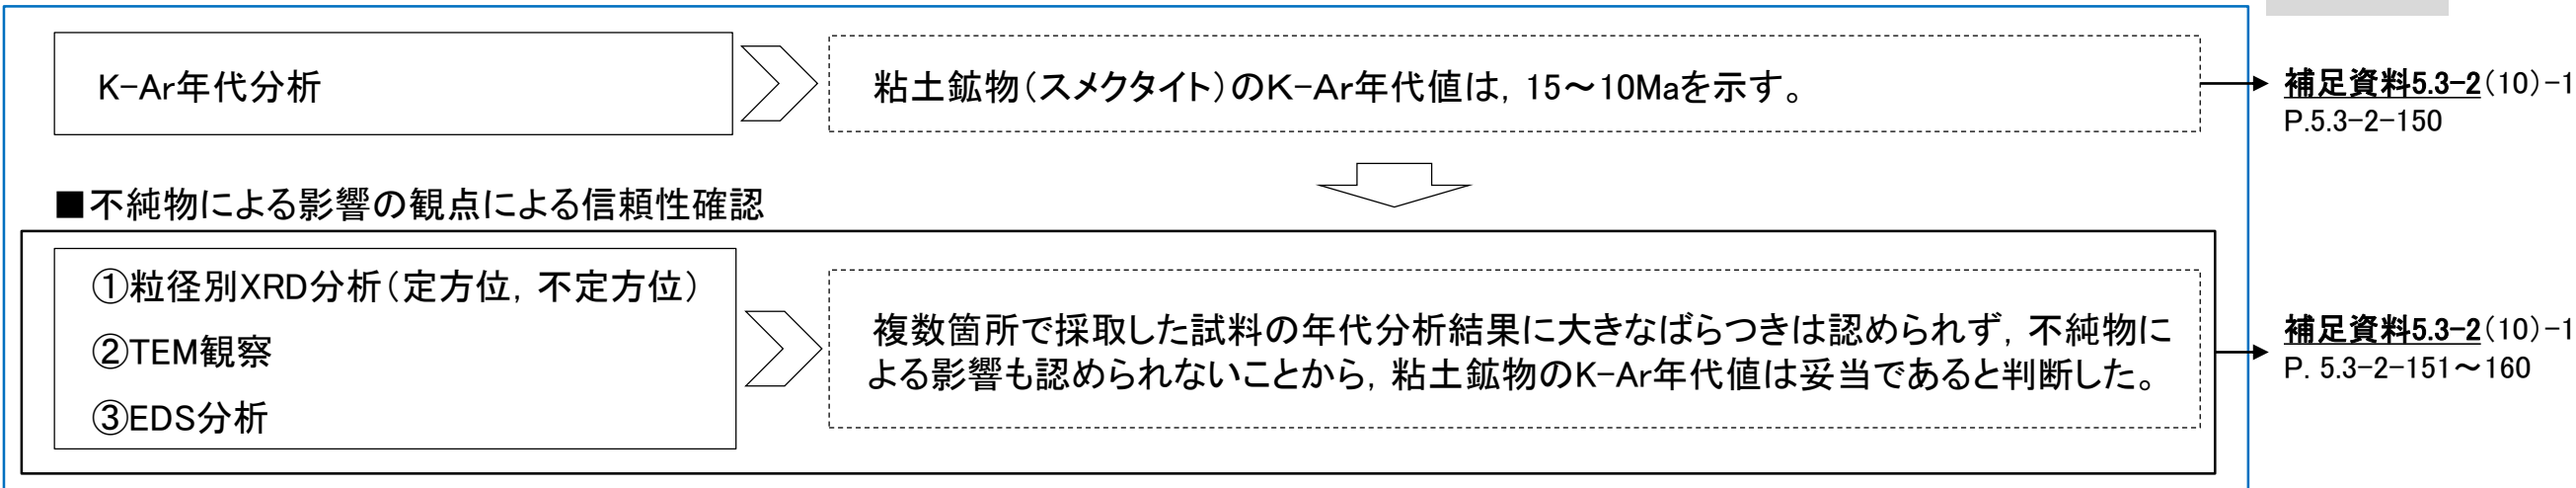 K-Ar年代分析
粘土鉱物(スメクタイト)のK-Ar年代値は, 15~10Maを示す。
補足資料5.3-2(10)-1
P.5.3-2-150
■不純物による影響の観点による信頼性確認
①粒径別XRD分析(定方位, 不定方位)
②TEM観察
③EDS分析
複数箇所で採取した試料の年代分析結果に大きなばらつきは認められず, 不純物に
よる影響も認められないことから, 粘土鉱物のK-Ar年代値は妥当であると判断した。
補足資料5.3-2(10)-1
P. 5.3-2-151~160